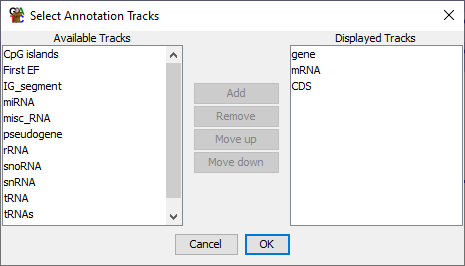 Select Annotation Tracks
Available Tracks
CpG islands
First EF
IG_segment
miRNA
misc_RNA
pseudogene
rRNA
snoRNA
snRNA
tRNA
tRNAs
Add
Remove
Move up
Move down
Displayed Tracks
gene
mRNA
CDS
Cancel
OK